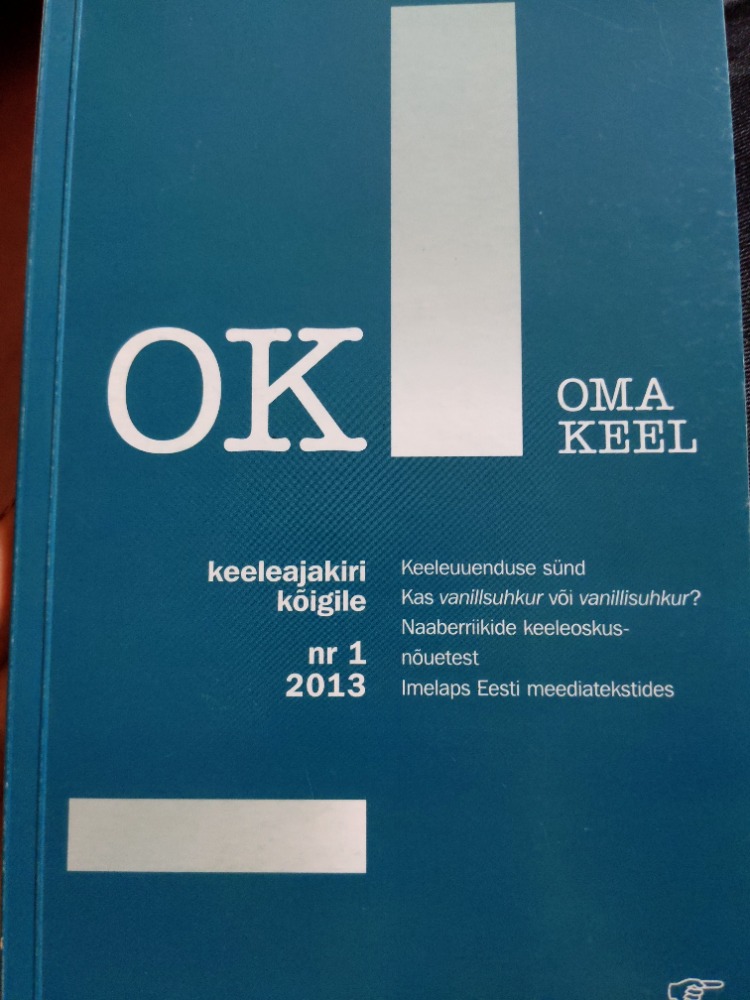 OK
OMA
KEEL
keeleajakiri
kõigile
nr 1
2013
Keeleuuenduse sünd
Kas vanillsuhkur või vanillisuhkur?
Naaberriikide keeleoskus-
nõuetest
Imelaps Eesti meediatekstides